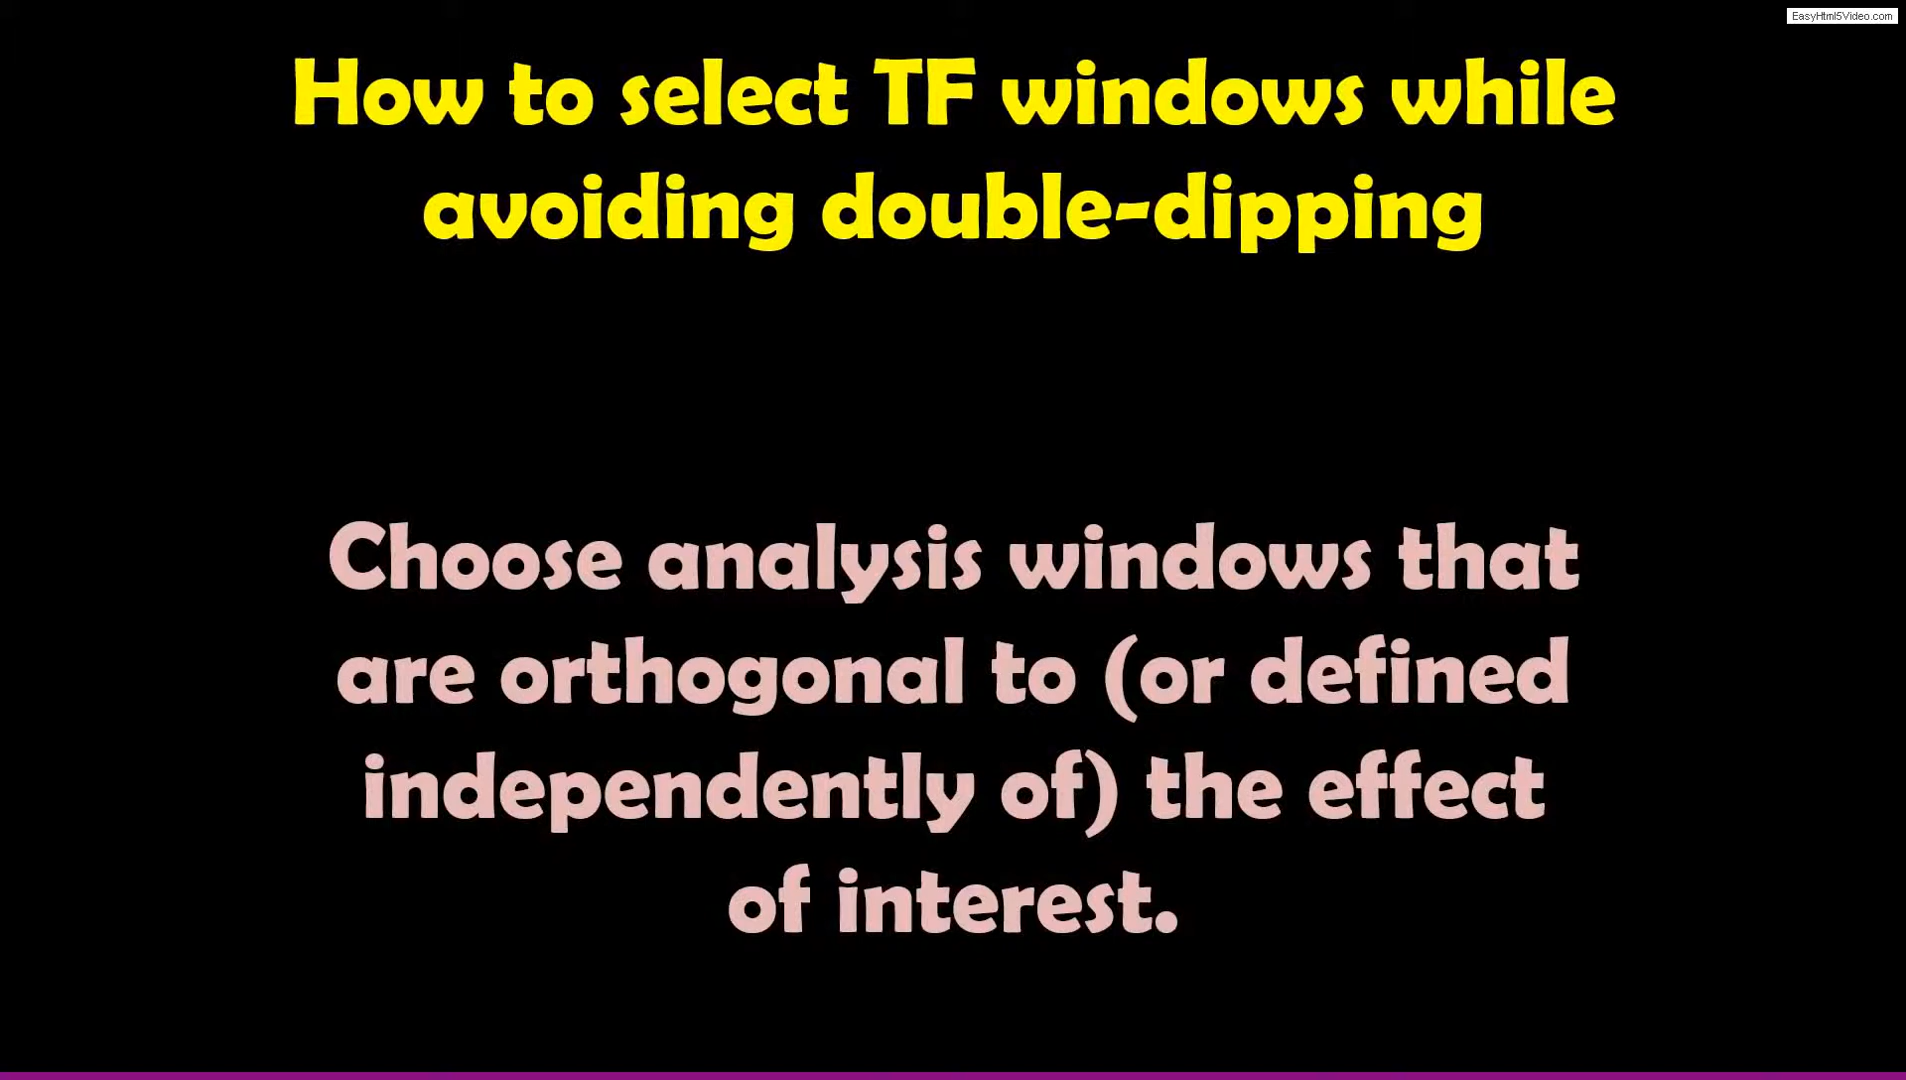 EasyHtml5Video.com
How to select TF windows while
avoiding double-dipping
Choose analysis windows that
are orthogonal to (or defined
independently of) the effect
of interest.